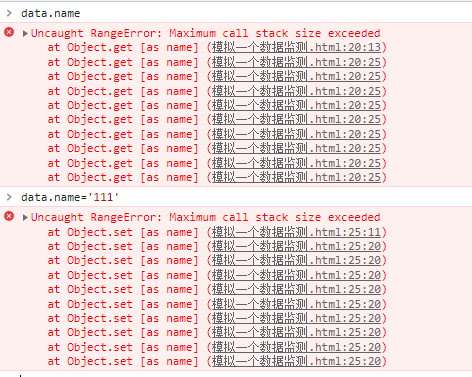 data.name
Uncaught RangeError: Maximum call stack size exceeded
at Object.get [as name] (模拟一个数据监测.html:20:13)
at Object.get [as name] (模拟一个数据监测.html:20:25)
at Object.get [as name] (模拟一个数据监测.html:20:25)
at Object.get [as name] (模拟一个数据监测.html:20:25)
at Object.get [as name] (模拟一个数据监测.html:20:25)
at Object.get [as name] (模拟一个数据监测.html:20:25)
at Object.get [as name] (模拟一个数据监测.html:20:25)
at Object.get [as name] (模拟一个数据监测.html:20:25)
at Object.get [as name] (模拟一个数据监测.html:20:25)
at Object.get [as name] (模拟一个数据监测.html:20:25)
data.name='111'
Uncaught RangeError: Maximum call stack size exceeded
at Object.set [as name] (模拟一个数据监测.html:25:11)
at Object.set [as name] (模拟一个数据监测.html:25:20)
at Object.set [as name] (模拟一个数据监测.html:25:20)
at Object.set [as name] (模拟一个数据监测.html:25:20)
at Object.set [as name] (模拟一个数据监测.html:25:20)
at Object.set [as name] (模拟一个数据监测.html:25:20)
at Object.set [as name] (模拟一个数据监测.html:25:20)
at Object.set [as name] (模拟一个数据监测.html:25:20)
at Object.set [as name] (模拟一个数据监测.html:25:20)